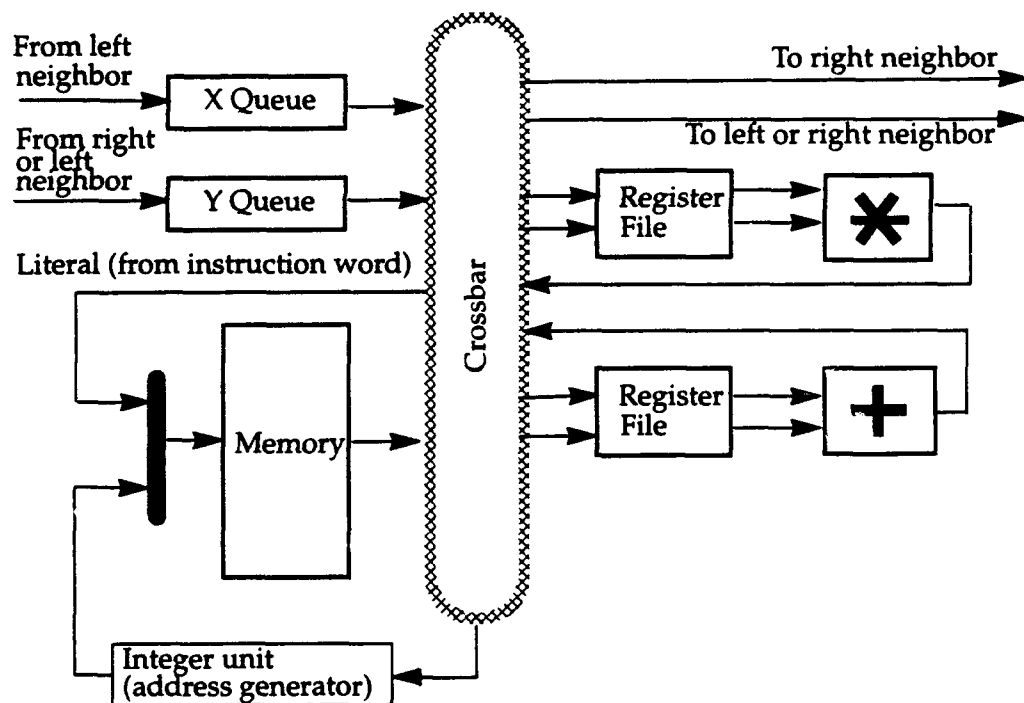 From left
neighbor
X Queue
From right
or left
neighbor
Y Queue
Literal (from instruction word)
Memory
Integer unit
(address generator)
Crossbar
To right neighbor
To left or right neighbor
Register
File
Register
File
+